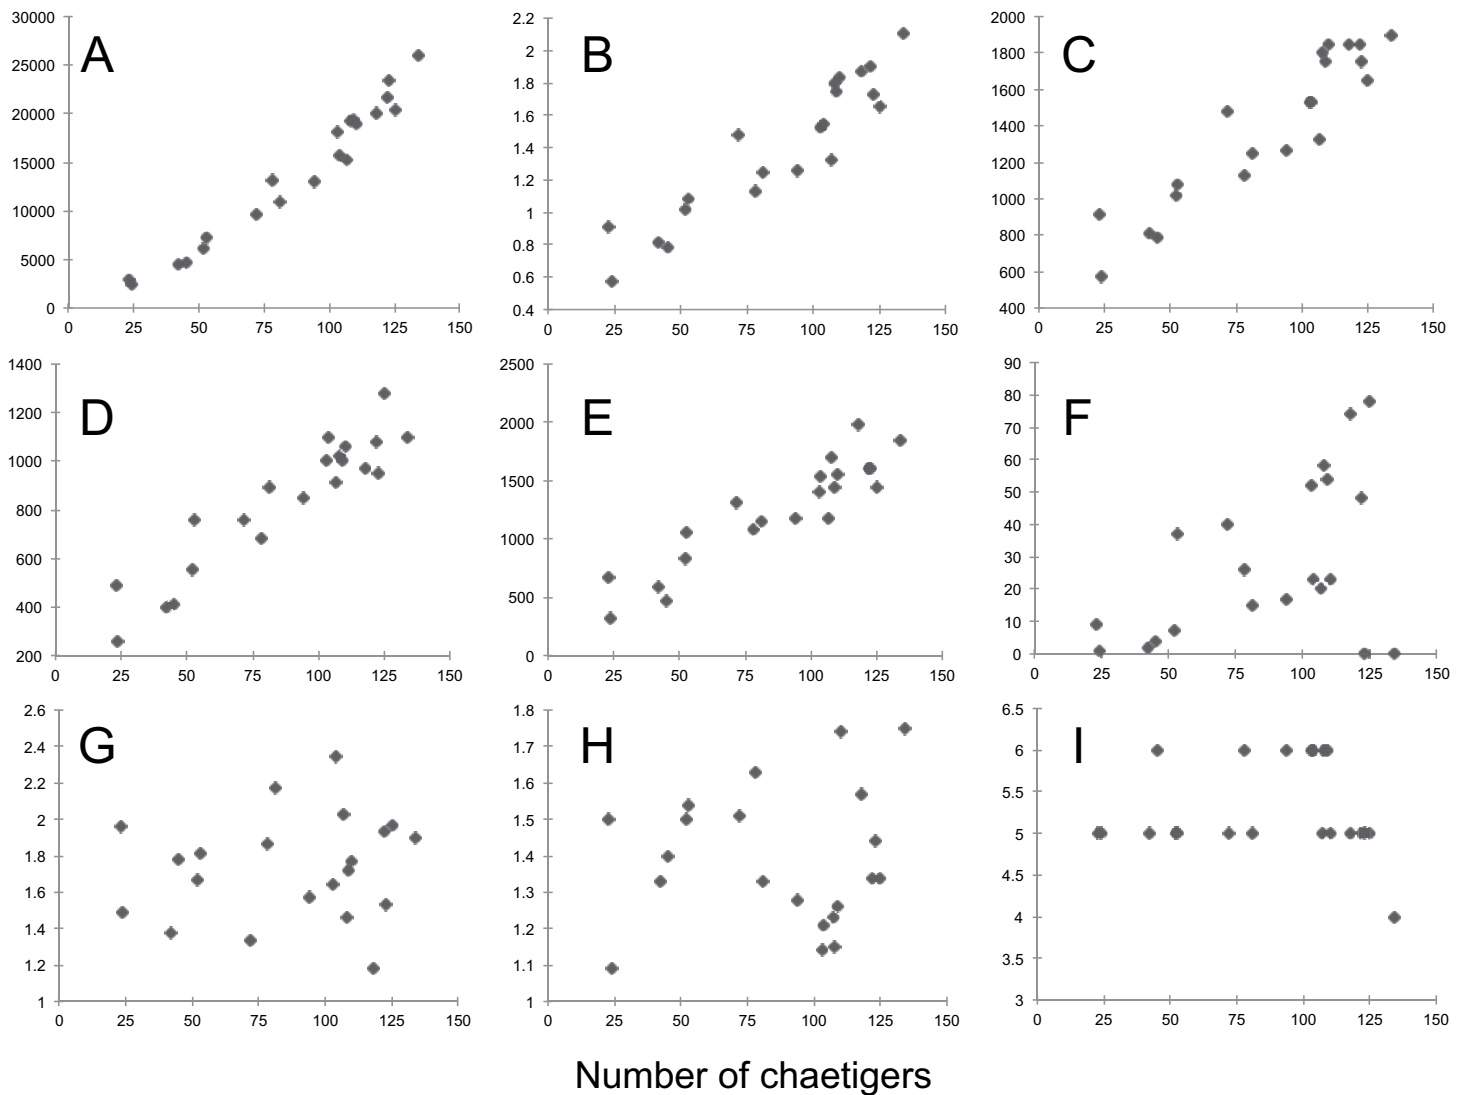 30000 25000 20000 15000 10000 5000 0
A
0 25 50 75 100 125 150
2.2 2 1.8 1.6 1.4 1.2 1 0.8 0.6 0.4
B
0 25 50 75 100 125 150
2000 1800 1600 1400 1200 1000 800 600 400
C
0 25 50 75 100 125 150
1400 1200 1000 800 600 400 200
D
0 25 50 75 100 125 150
2500 2000 1500 1000 500 0
E
0 25 50 75 100 125 150
90 80 70 60 50 40 30 20 10 0
F
0 25 50 75 100 125 150
2.6 2.4 2.2 2 1.8 1.6 1.4 1.2 1
G
0 25 50 75 100 125 150
1.8 1.7 1.6 1.5 1.4 1.3 1.2 1.1 1
H
0 25 50 75 100 125 150
6.5 6 5.5 5 4.5 4 3.5 3
I
0 25 50 75 100 125 150
Number of chaetigers